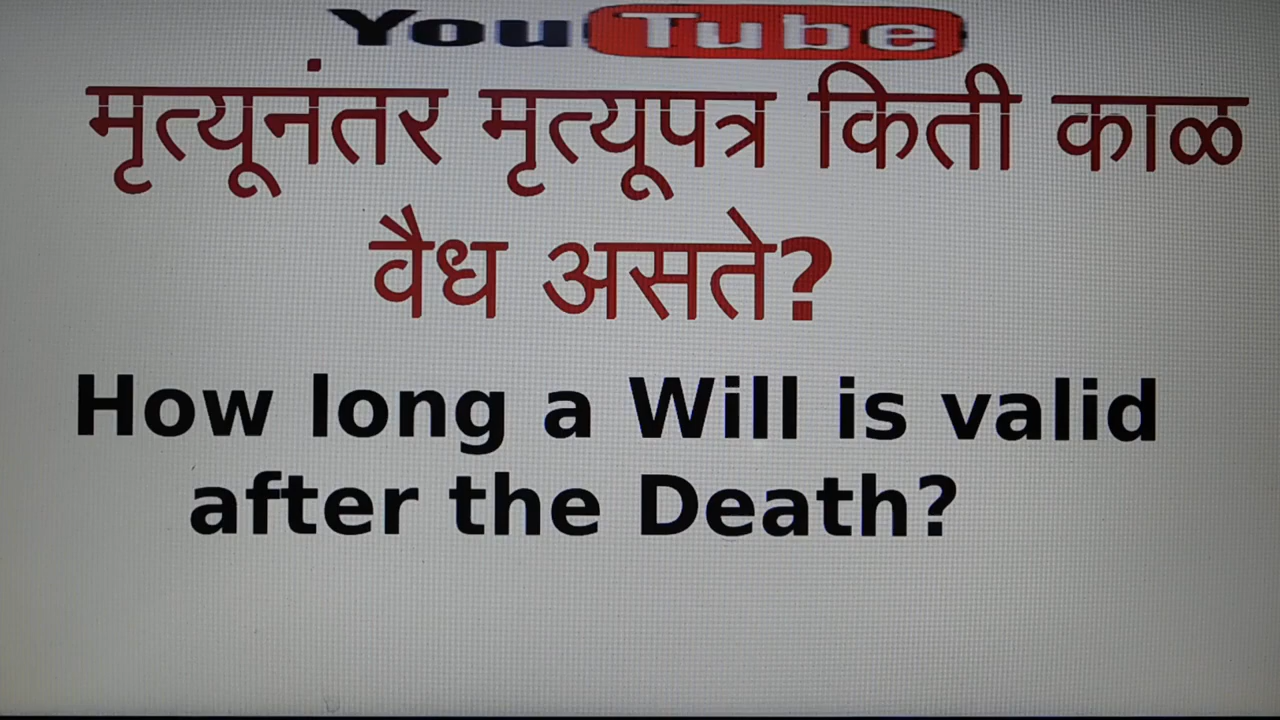 YouTube
मृत्यूनंतर मृत्यूपत्र किती काळ
वैध असते?
How long a Will is valid
after the Death?